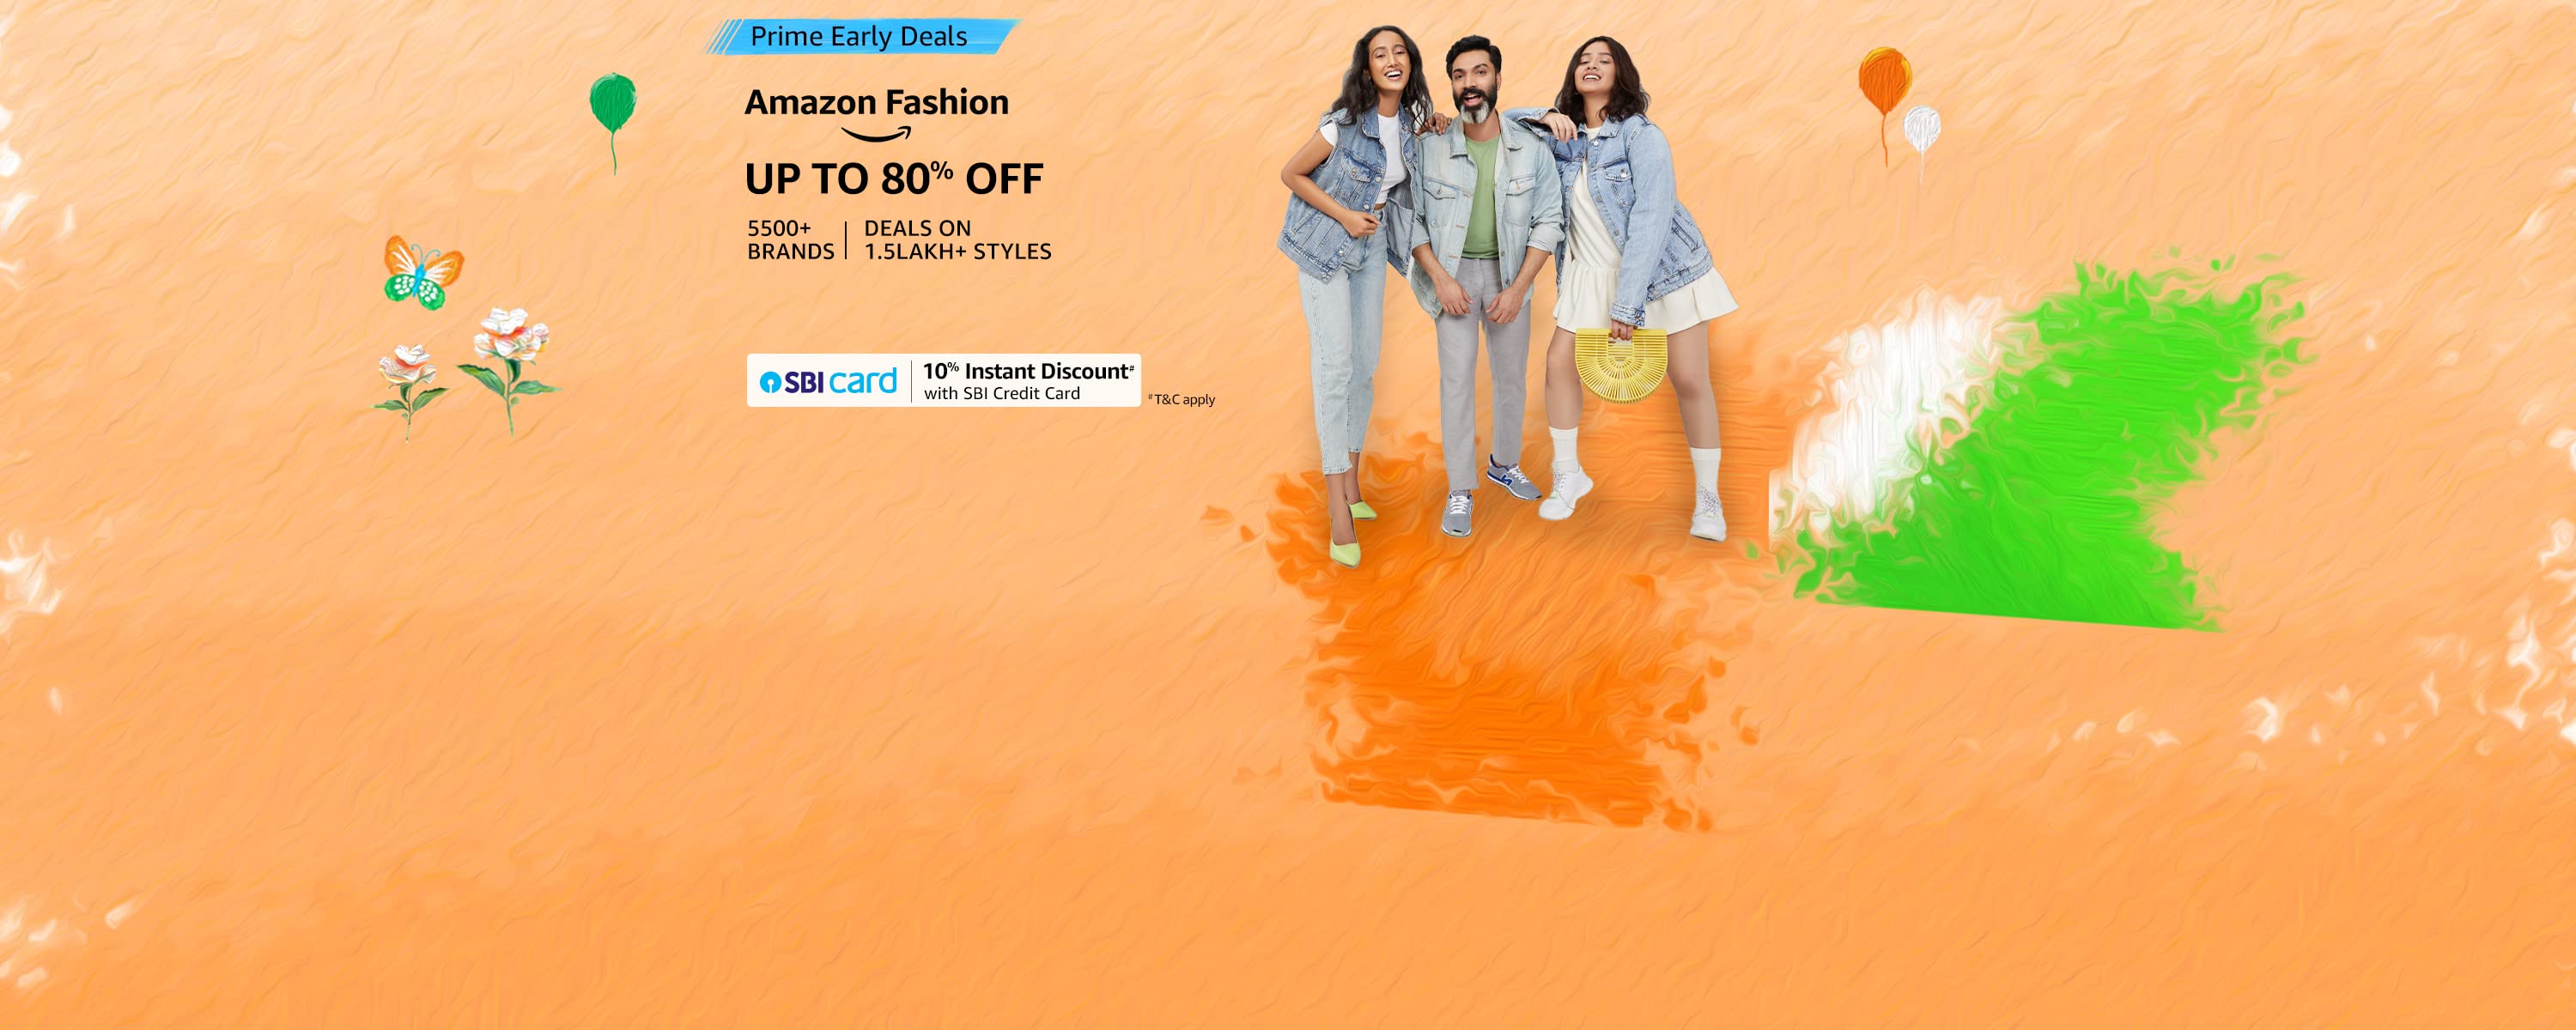 Prime Early Deals
Amazon Fashion
UP TO 80% OFF
5500+
BRANDS
DEALS ON
1.5LAKH+ STYLES
SBI card
10% Instant Discount#
with SBI Credit Card
#T&C apply